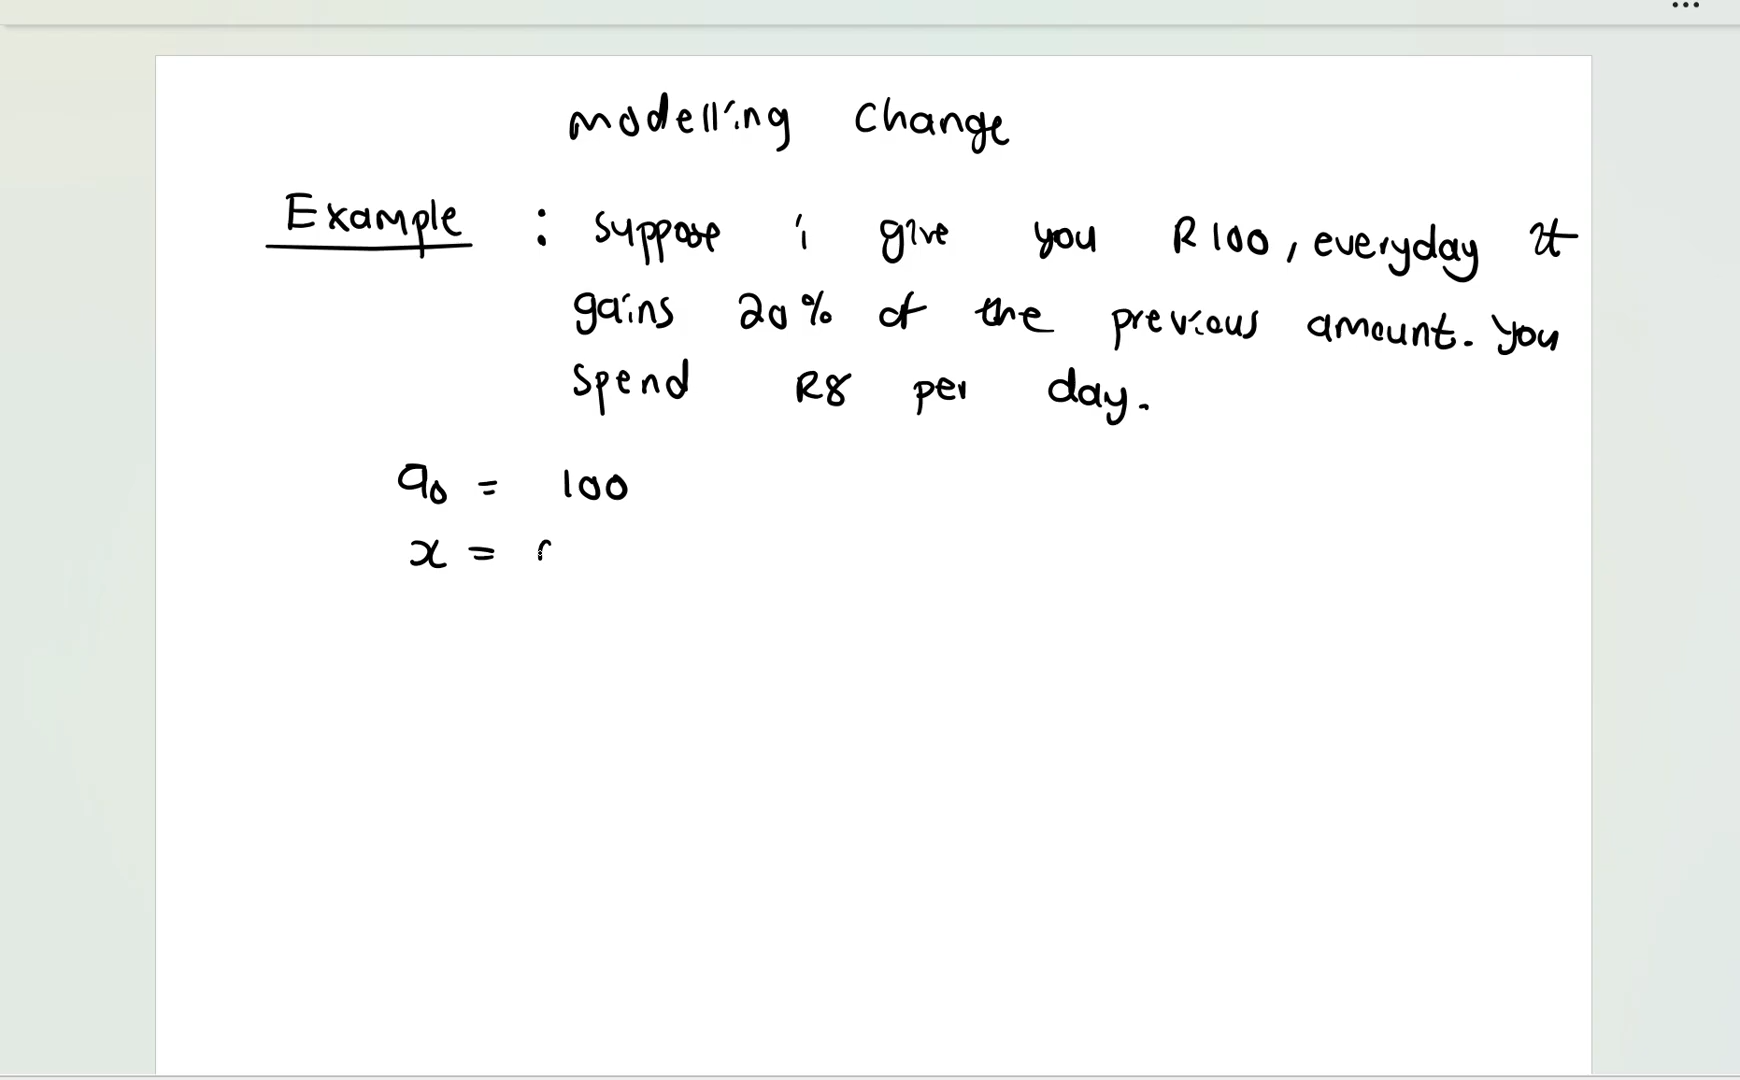 modelling change
Example : suppose i give you R100, everyday it
gains 20% of the previous amount. you
spend R8 per day.
a₀ = 100
x =